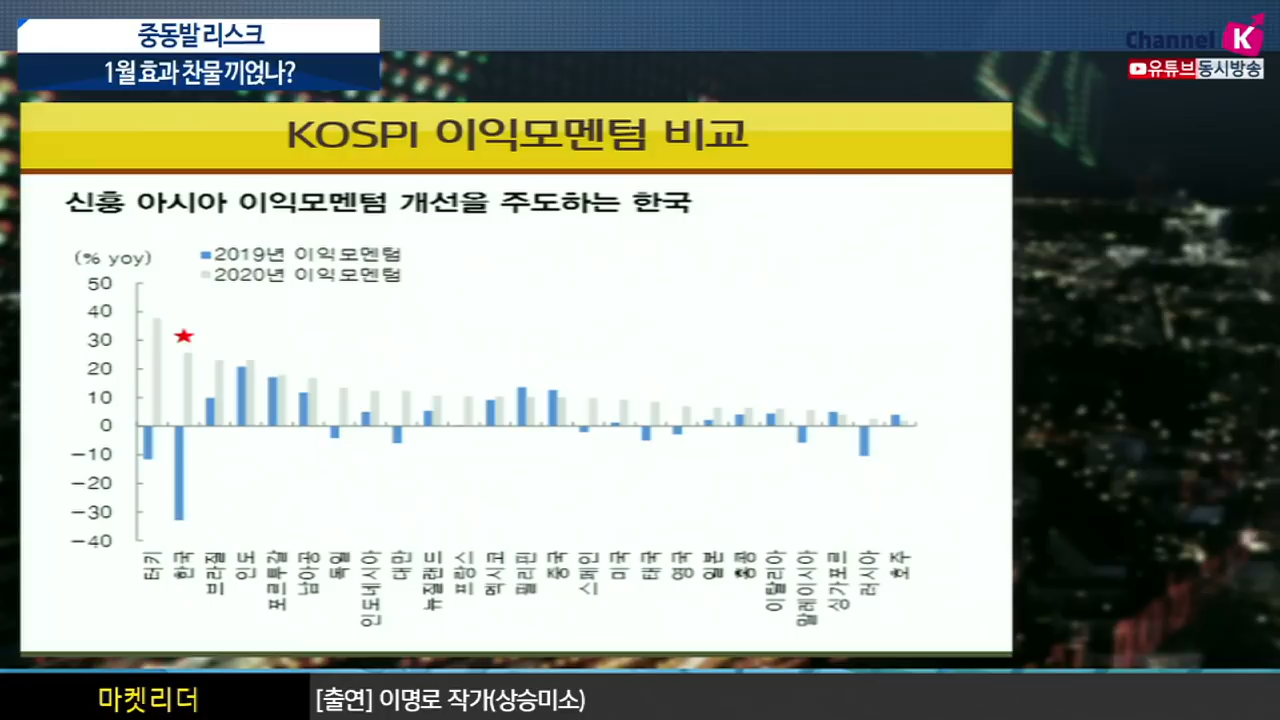 중동발 리스크
1월 효과 찬물 끼얹나?
Channel K
유튜브 동시방송
KOSPI 이익모멘텀 비교
신흥 아시아 이익모멘텀 개선을 주도하는 한국
(% yoy)
2019년 이익모멘텀
2020년 이익모멘텀
50
40
30
20
10
0
-10
-20
-30
-40
터키
한국
브라질
인도
포르투갈
남아공
독일
인도네시아
대만
뉴질랜드
프랑스
멕시코
필리핀
중국
스페인
미국
태국
영국
일본
홍콩
이탈리아
말레이시아
싱가포르
러시아
호주
마켓리더
[출연] 이명로 작가(상승미소)